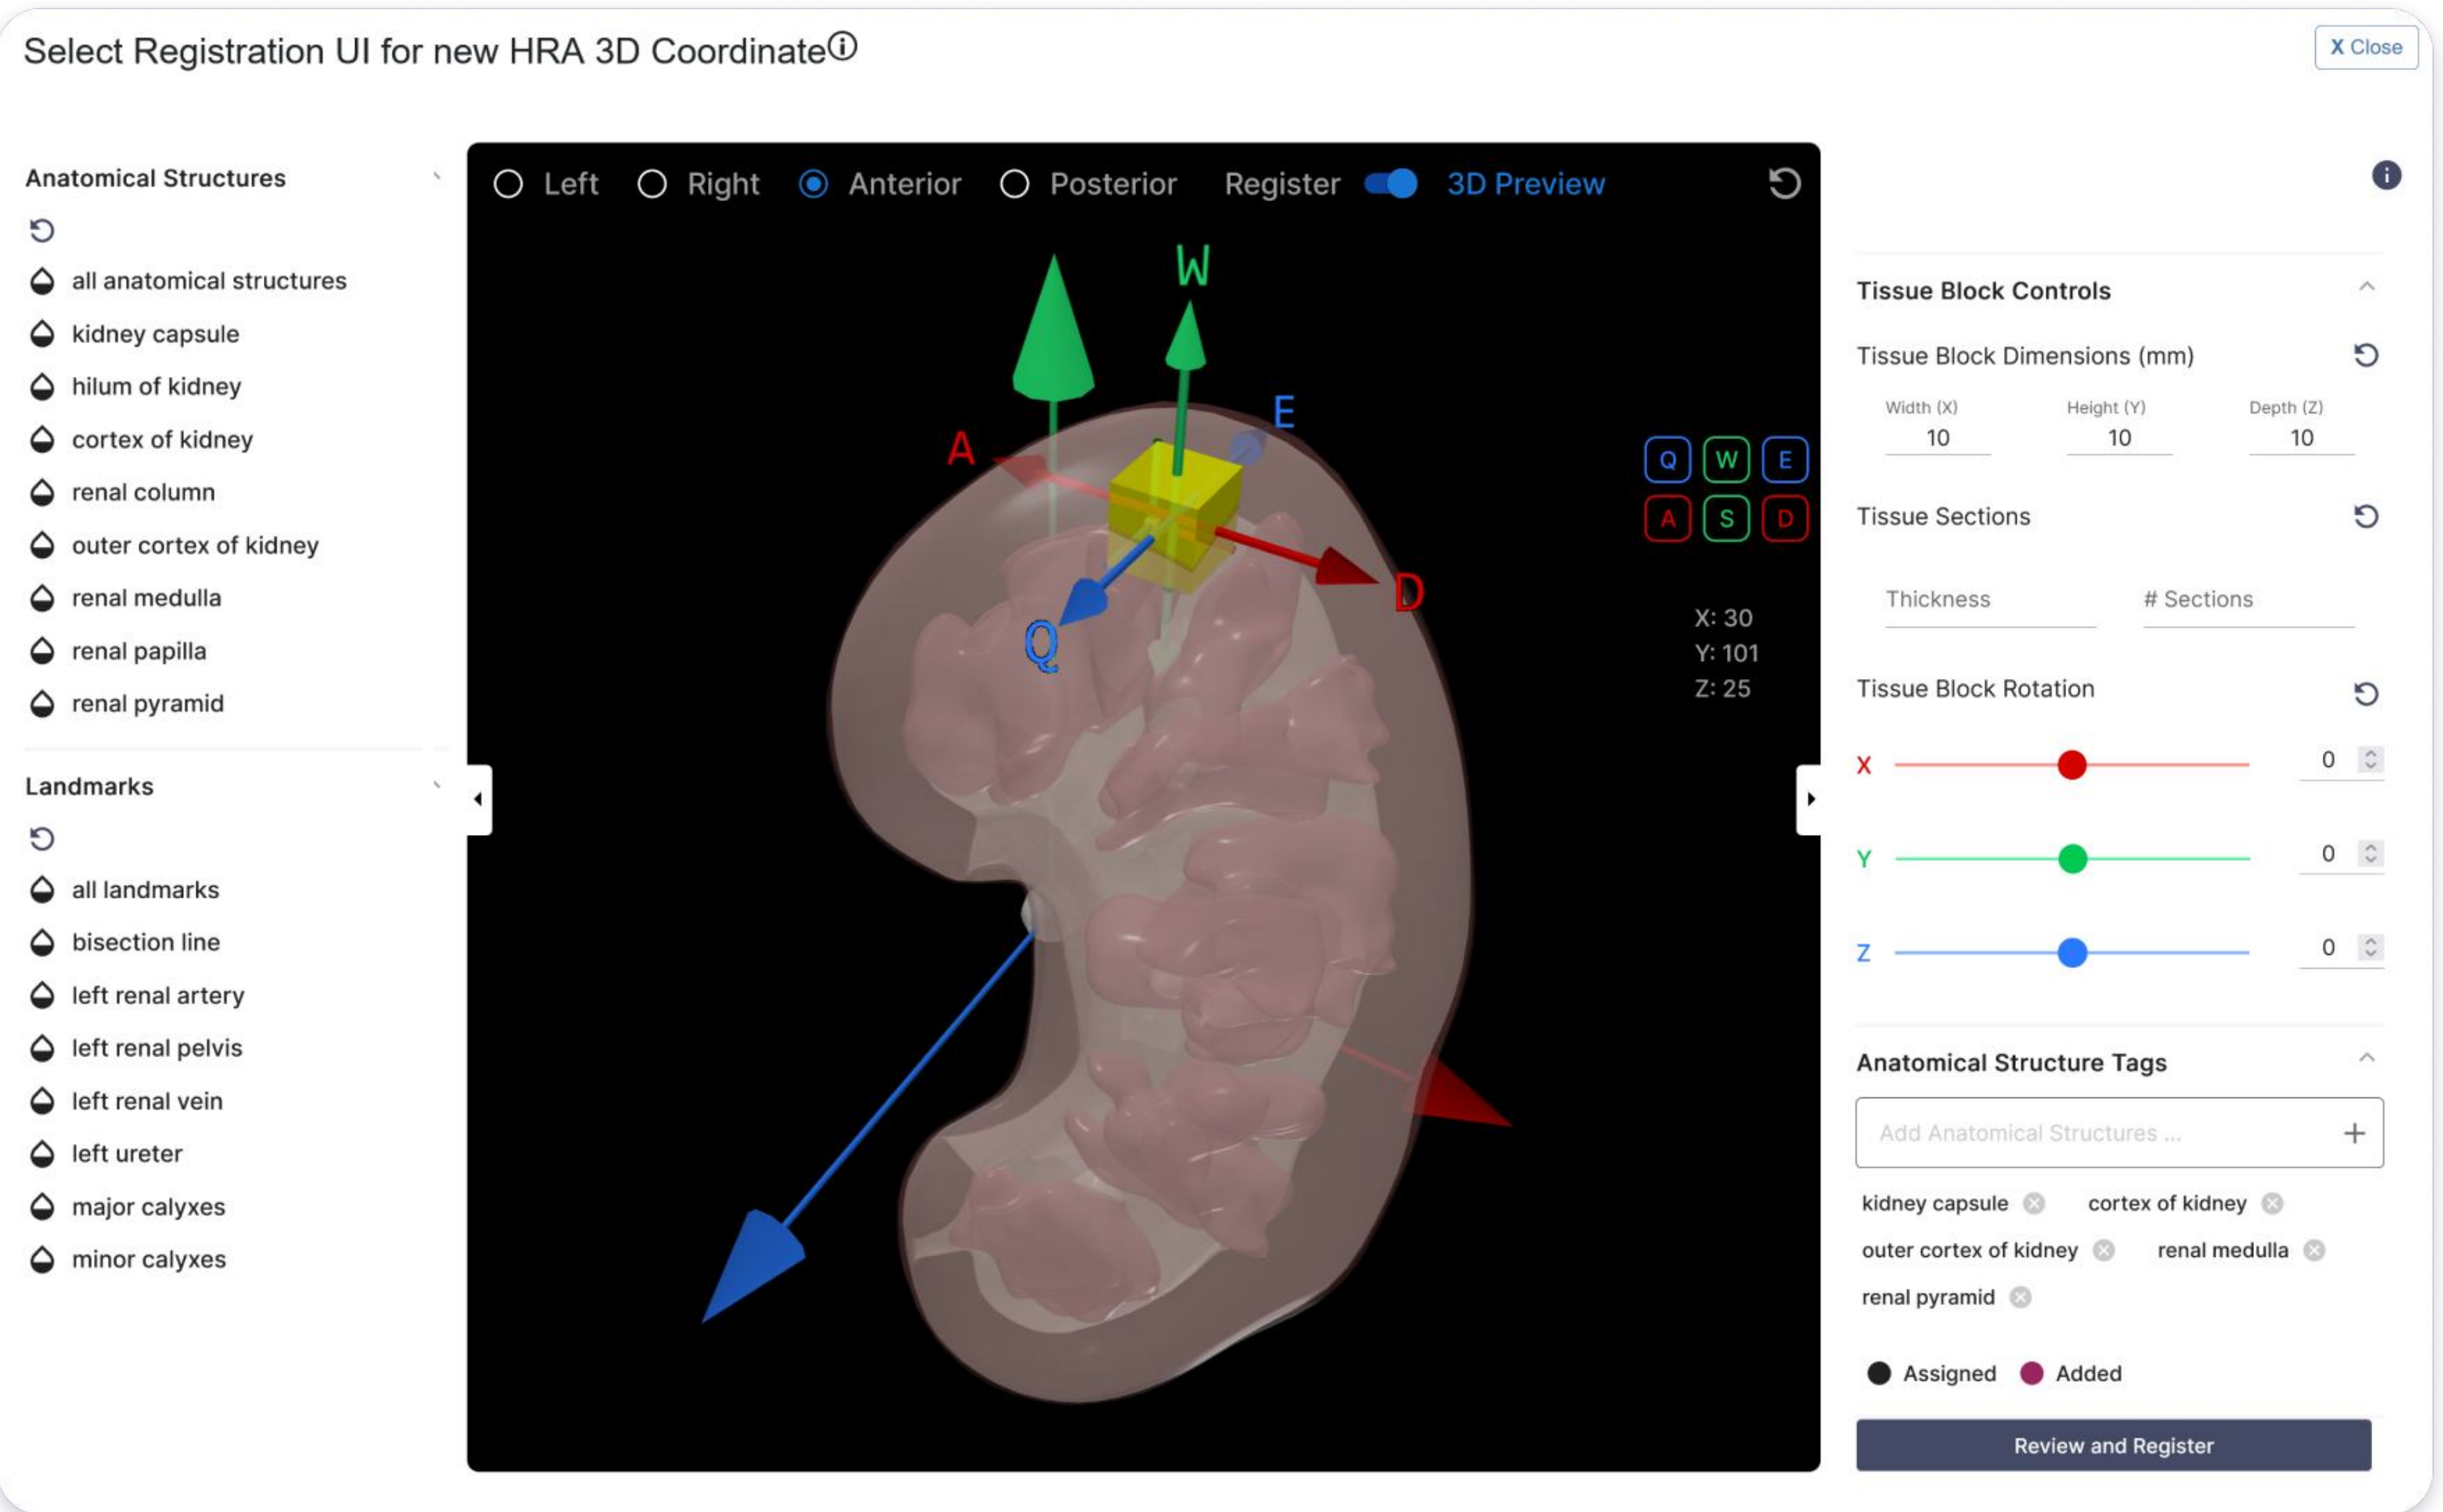 Select Registration UI for new HRA 3D Coordinate
X Close
Anatomical Structures
all anatomical structures
kidney capsule
hilum of kidney
cortex of kidney
renal column
outer cortex of kidney
renal medulla
renal papilla
renal pyramid
Landmarks
all landmarks
bisection line
left renal artery
left renal pelvis
left renal vein
left ureter
major calyxes
minor calyxes
Left Right Anterior Posterior Register 3D Preview
W
E
A
D
Q
Q W E
A S D
X: 30
Y: 101
Z: 25
Tissue Block Controls
Tissue Block Dimensions (mm)
Width (X) Height (Y) Depth (Z)
10 10 10
Tissue Sections
Thickness # Sections
Tissue Block Rotation
X 0
Y 0
Z 0
Anatomical Structure Tags
Add Anatomical Structures ... +
kidney capsule cortex of kidney
outer cortex of kidney renal medulla
renal pyramid
Assigned Added
Review and Register